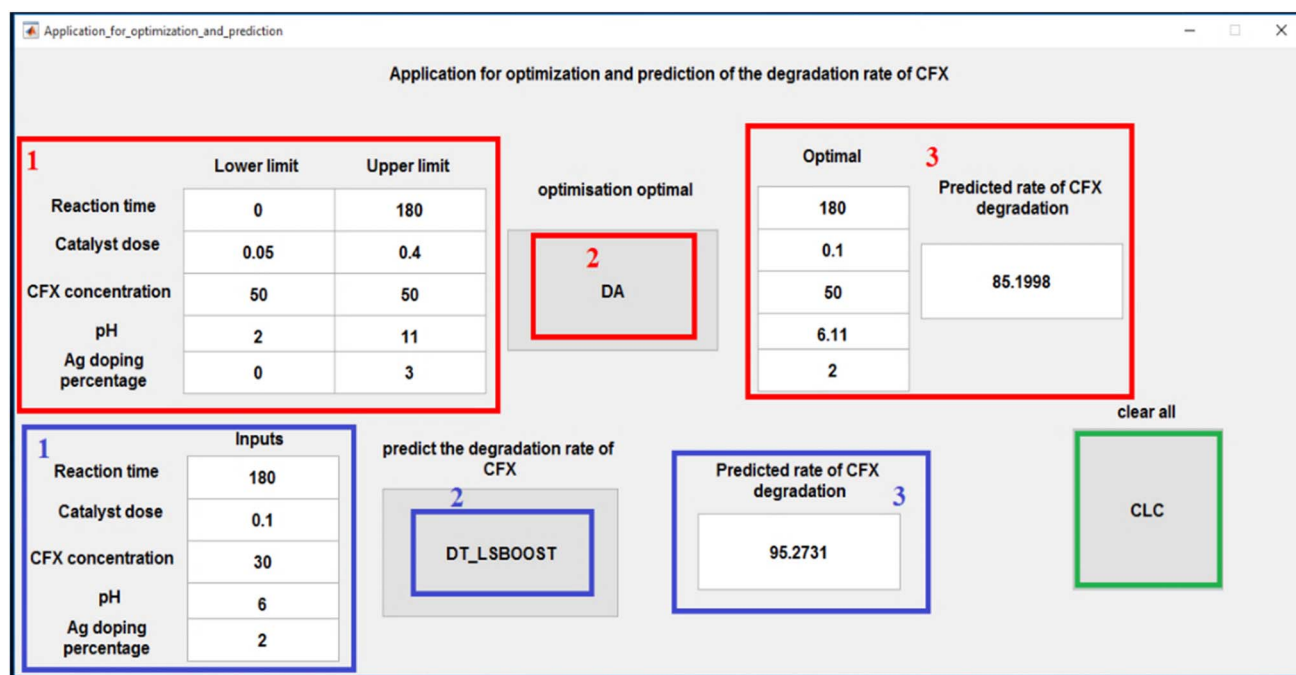 Application_for_optimization_and_prediction
Application for optimization and prediction of the degradation rate of CFX
1
Lower limit Upper limit
Reaction time 0 180
Catalyst dose 0.05 0.4
CFX concentration 50 50
pH 2 11
Ag doping
percentage 0 3
optimisation optimal
2
DA
3
Optimal
180
0.1
50
6.11
2
Predicted rate of CFX
degradation
85.1998
1
Inputs
Reaction time 180
Catalyst dose 0.1
CFX concentration 30
pH 6
Ag doping
percentage 2
predict the degradation rate of
CFX
2
DT_LSBOOST
Predicted rate of CFX
degradation
3
95.2731
clear all
CLC